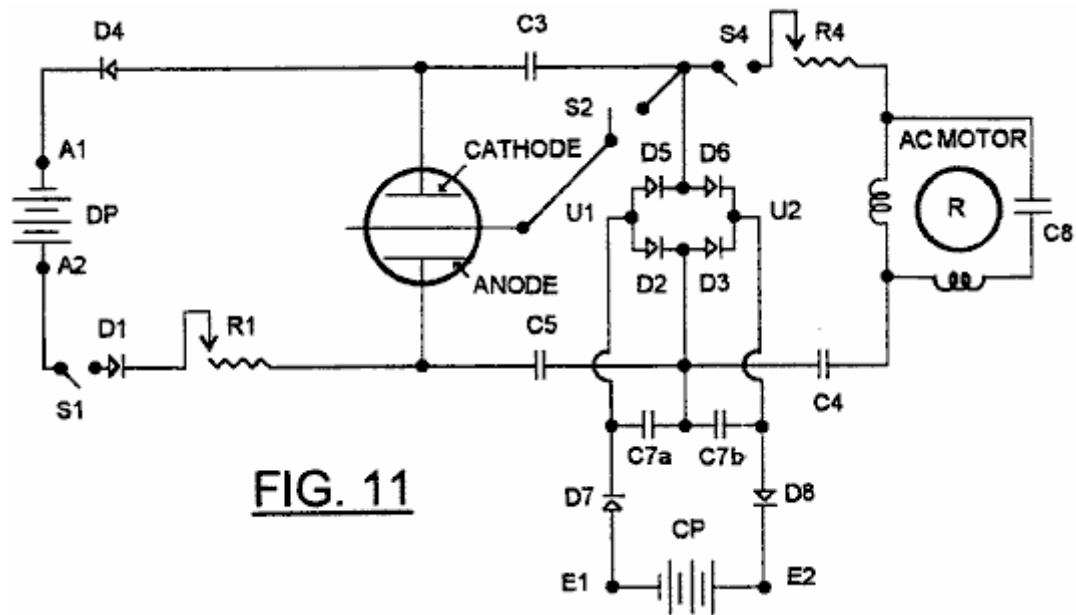 D4
C3
S4
R4
A1
S2
CATHODE
D5
D6
AC MOTOR
DP
U1
U2
R
C8
A2
ANODE
D2
D3
D1
R1
C5
S1
C4
C7a
C7b
FIG. 11
D7
D8
CP
E1
E2